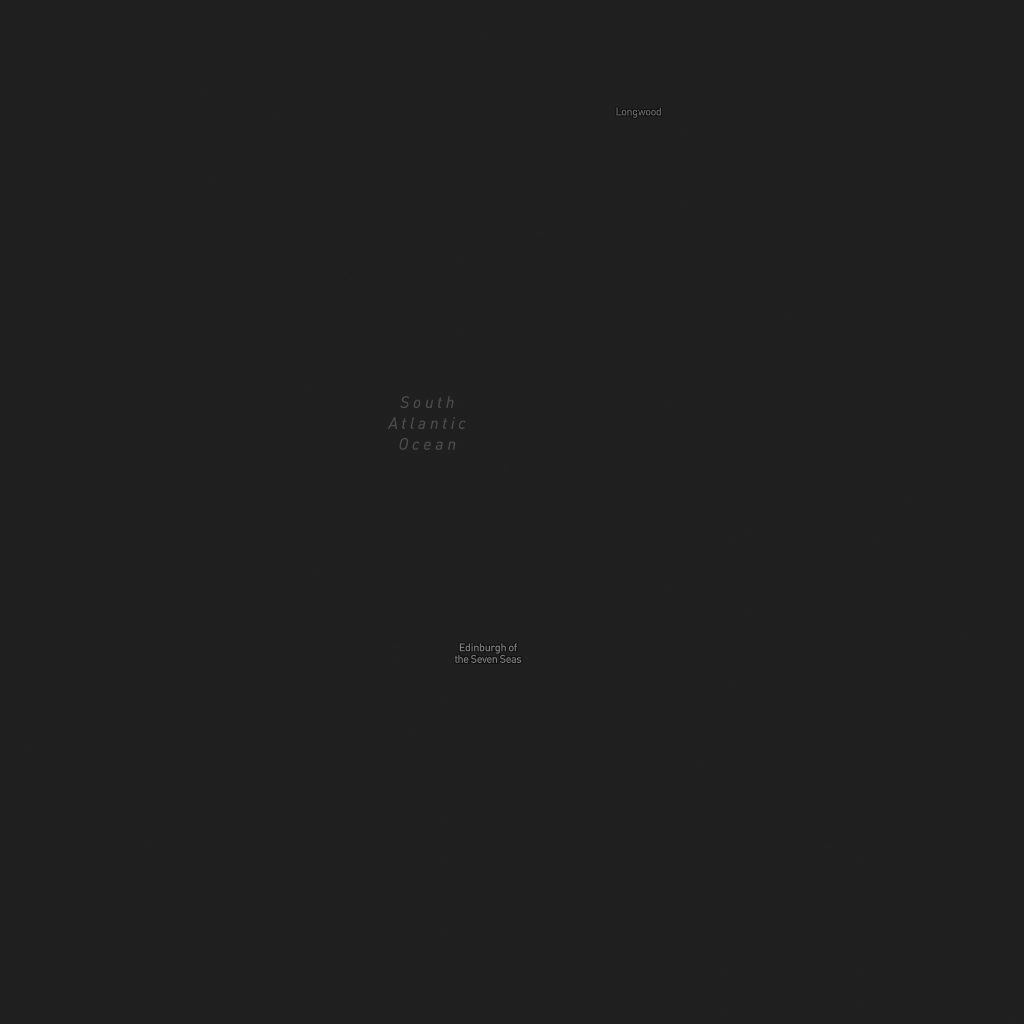 Longwood
South
Atlantic
Ocean
Edinburgh of
the Seven Seas